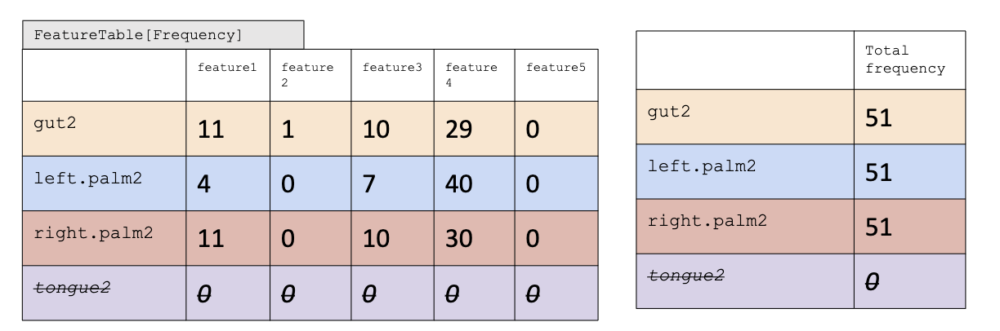 FeatureTable[Frequency]
feature1 feature 2 feature3 feature 4 feature5
gut2 11 1 10 29 0
left.palm2 4 0 7 40 0
right.palm2 11 0 10 30 0
tongue2 0 0 0 0 0
Total
frequency
gut2 51
left.palm2 51
right.palm2 51
tongue2 0